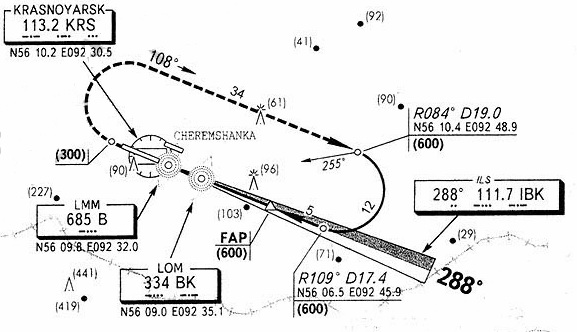 KRASNOYARSK
113.2 KRS
N56 10.2 E092 30.5
(92)
(41)
108°
34
(61)
(90)
R084° D19.0
N56 10.4 E092 48.9
(600)
CHEREMSHANKA
255°
(300)
(90)
(96)
ILS
288° 111.7 IBK
(227)
LMM
685 B
N56 09.8 E092 32.0
(103)
5
12
FAP
(600)
(29)
(71)
(441)
(419)
LOM
334 BK
N56 09.0 E092 35.1
R109° D17.4
N56 06.5 E092 45.9
(600)
288°